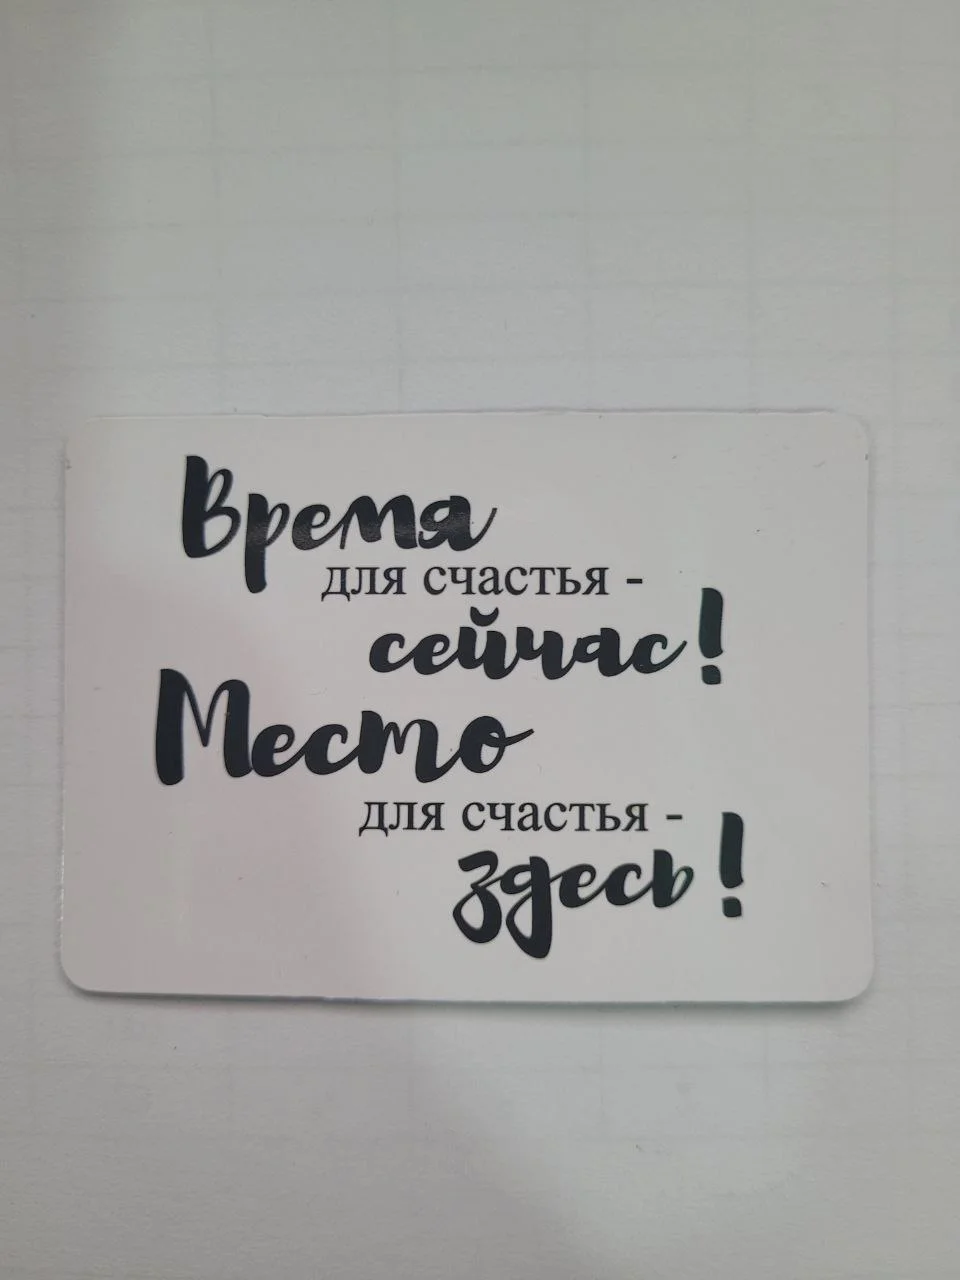 Время
для счастья -
сейчас!
Место
для счастья -
здесь!